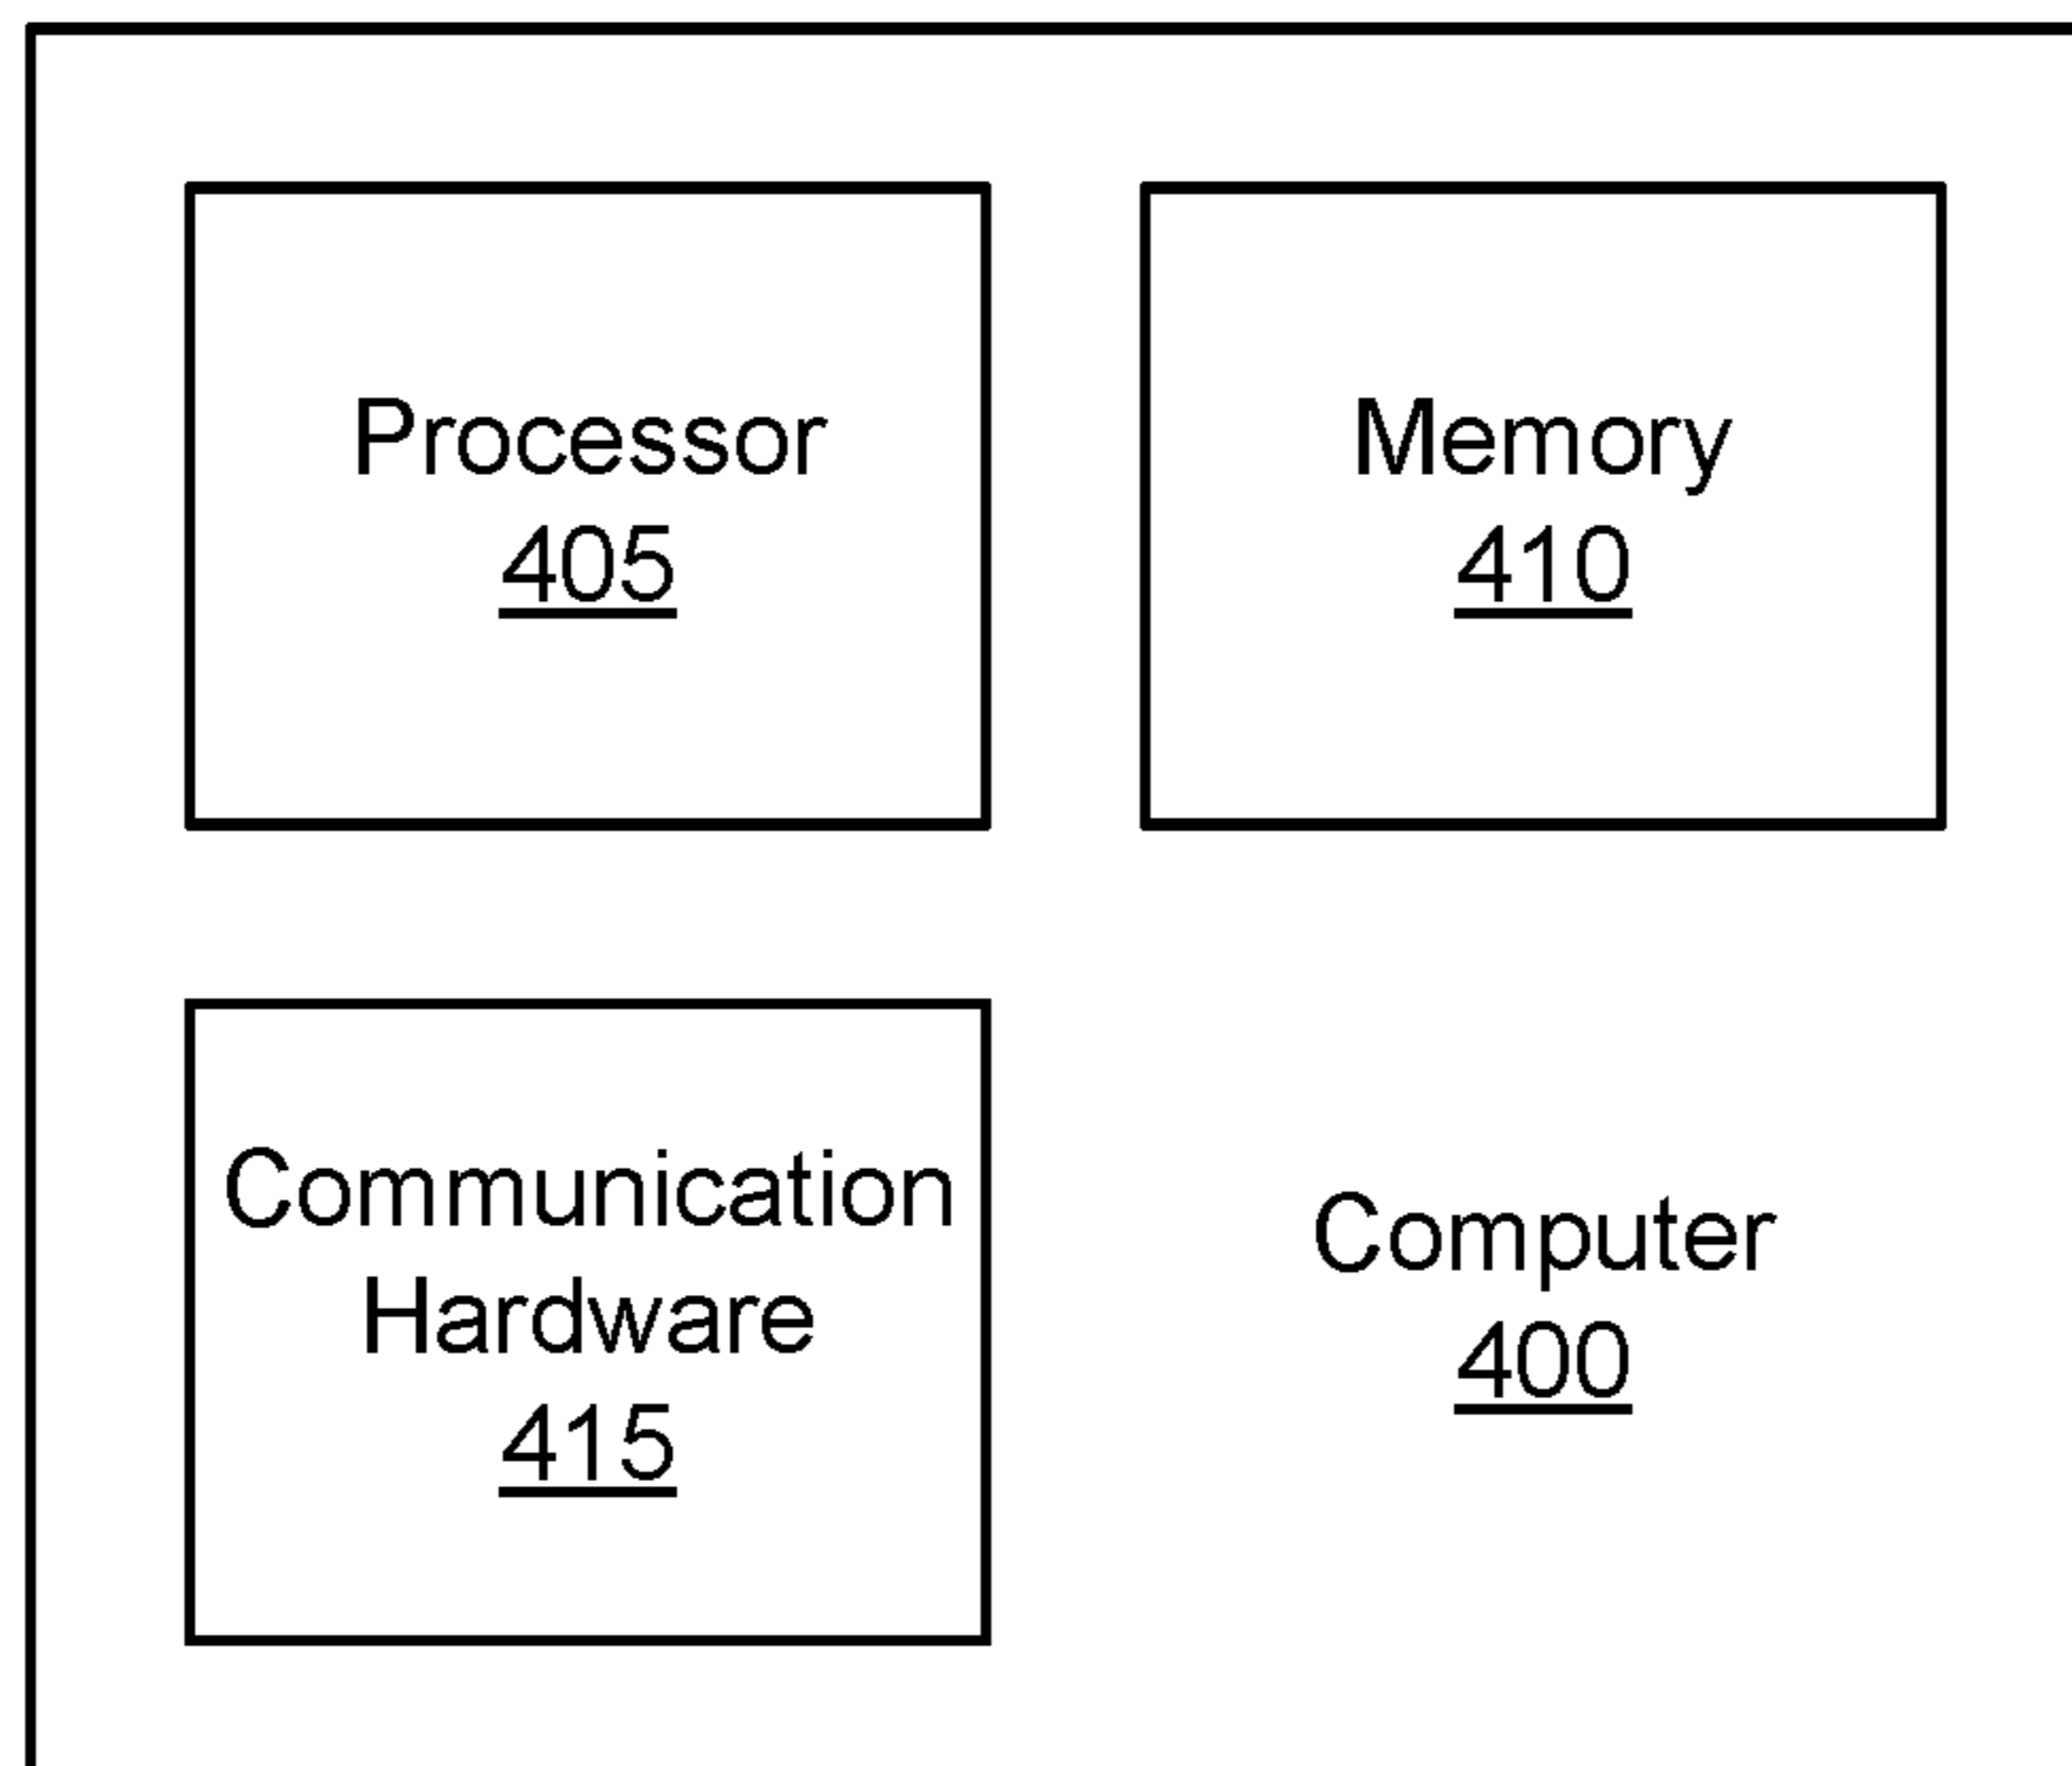 Processor
405
Memory
410
Communication
Hardware
415
Computer
400